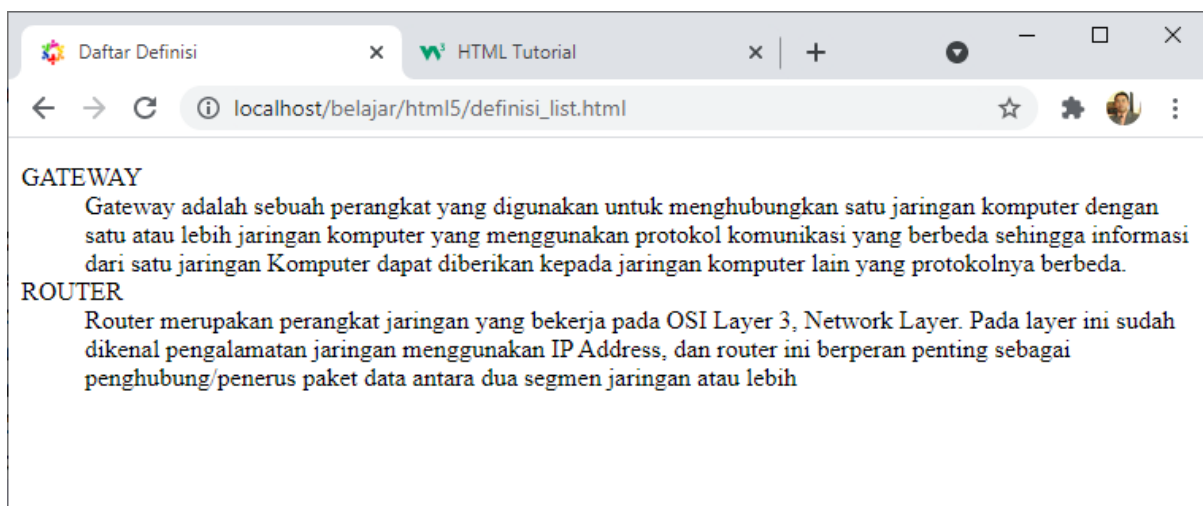 Daftar Definisi
HTML Tutorial
localhost/belajar/html5/definisi_list.html
GATEWAY
Gateway adalah sebuah perangkat yang digunakan untuk menghubungkan satu jaringan komputer dengan
satu atau lebih jaringan komputer yang menggunakan protokol komunikasi yang berbeda sehingga informasi
dari satu jaringan Komputer dapat diberikan kepada jaringan komputer lain yang protokolnya berbeda.
ROUTER
Router merupakan perangkat jaringan yang bekerja pada OSI Layer 3, Network Layer. Pada layer ini sudah
dikenal pengalamatan jaringan menggunakan IP Address, dan router ini berperan penting sebagai
penghubung/penerus paket data antara dua segmen jaringan atau lebih